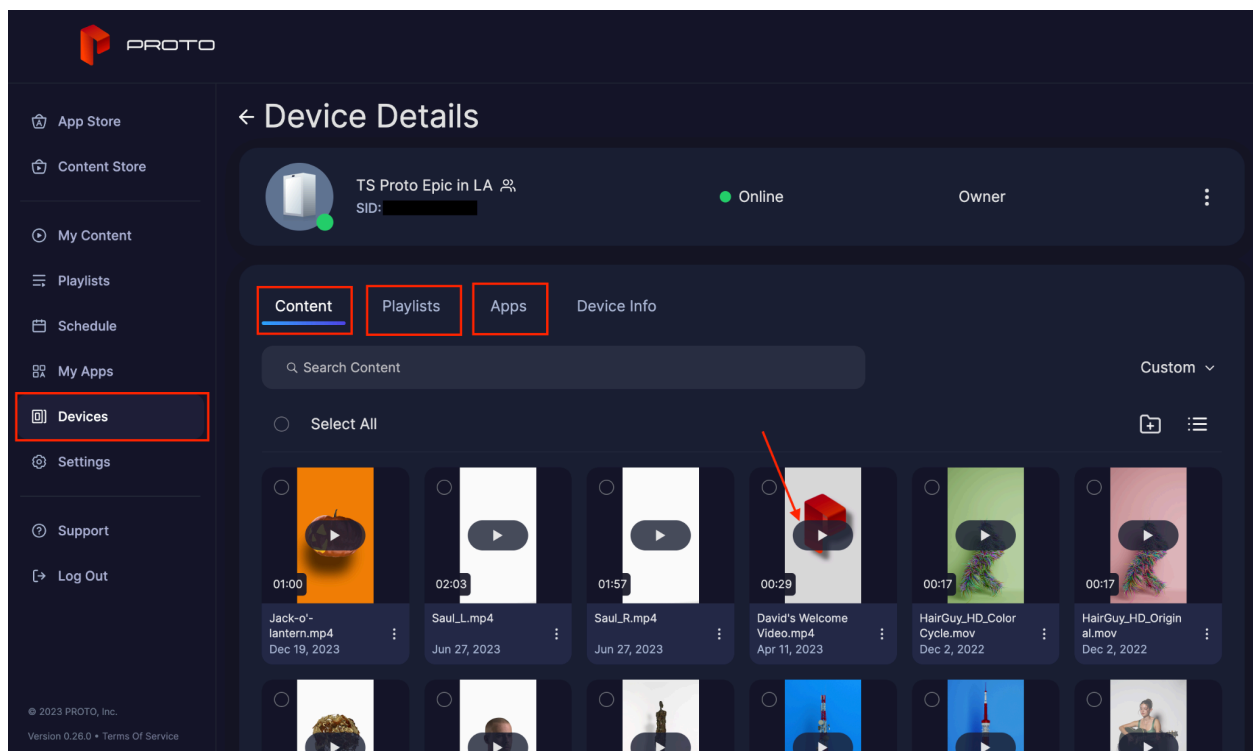 PROTO
App Store
Content Store
My Content
Playlists
Schedule
My Apps
Devices
Settings
Support
Log Out
© 2023 PROTO, Inc.
Version 0.26.0 • Terms Of Service
← Device Details
TS Proto Epic in LA
SID:
Online
Owner
Content Playlists Apps Device Info
Search Content
Custom
Select All
01:00
Jack-o'-
lantern.mp4
Dec 19, 2023
02:03
Saul_L.mp4
Jun 27, 2023
01:57
Saul_R.mp4
Jun 27, 2023
00:29
David's Welcome
Video.mp4
Apr 11, 2023
00:17
HairGuy_HD_Color
Cycle.mov
Dec 2, 2022
00:17
HairGuy_HD_Origin
al.mov
Dec 2, 2022